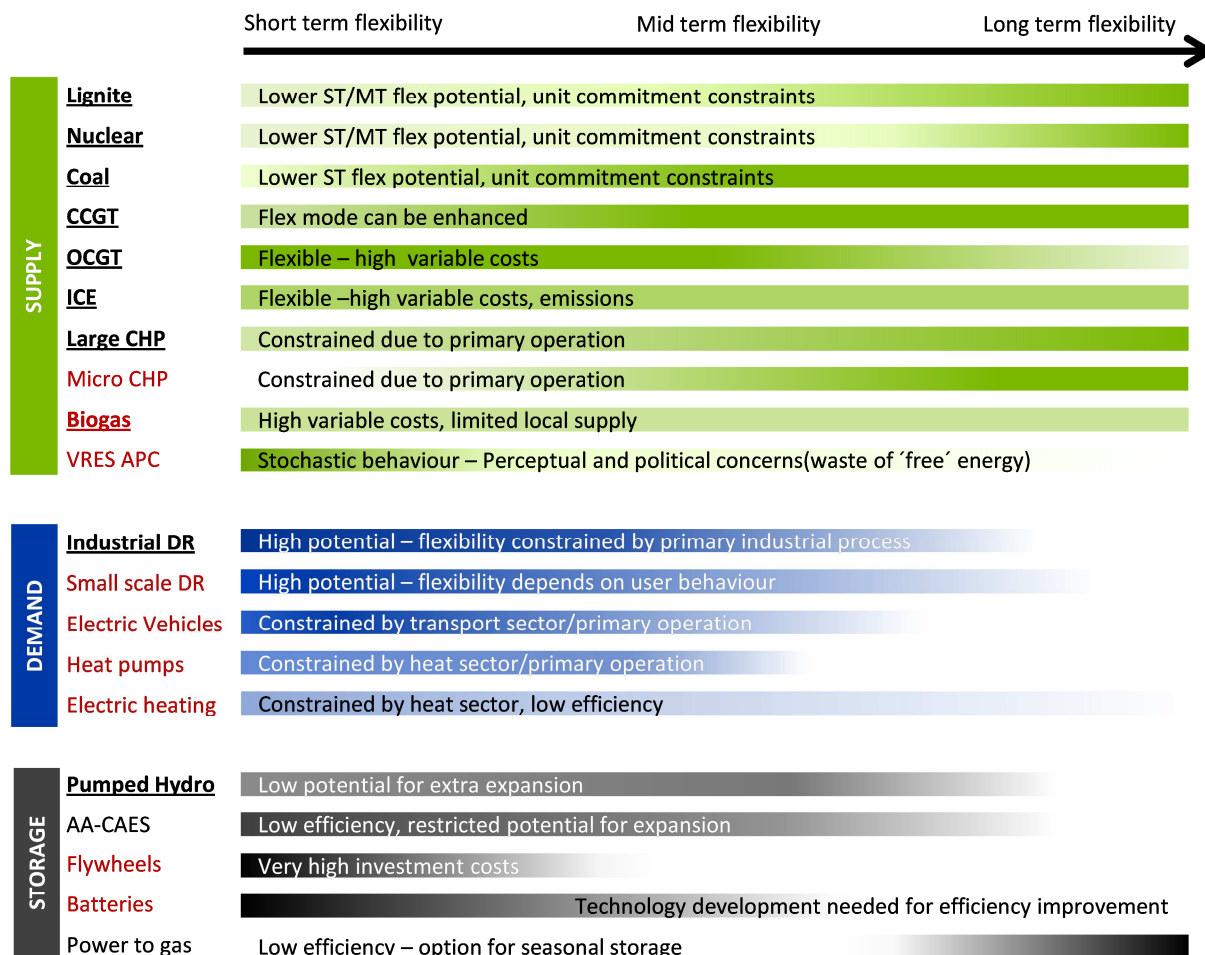 Short term flexibility Mid term flexibility Long term flexibility
SUPPLY
Lignite Lower ST/MT flex potential, unit commitment constraints
Nuclear Lower ST/MT flex potential, unit commitment constraints
Coal Lower ST flex potential, unit commitment constraints
CCGT Flex mode can be enhanced
OCGT Flexible – high variable costs
ICE Flexible –high variable costs, emissions
Large CHP Constrained due to primary operation
Micro CHP Constrained due to primary operation
Biogas High variable costs, limited local supply
VRES APC Stochastic behaviour – Perceptual and political concerns(waste of ´free´ energy)
DEMAND
Industrial DR High potential – flexibility constrained by primary industrial process
Small scale DR High potential – flexibility depends on user behaviour
Electric Vehicles Constrained by transport sector/primary operation
Heat pumps Constrained by heat sector/primary operation
Electric heating Constrained by heat sector, low efficiency
STORAGE
Pumped Hydro Low potential for extra expansion
AA-CAES Low efficiency, restricted potential for expansion
Flywheels Very high investment costs
Batteries Technology development needed for efficiency improvement
Power to gas Low efficiency – option for seasonal storage